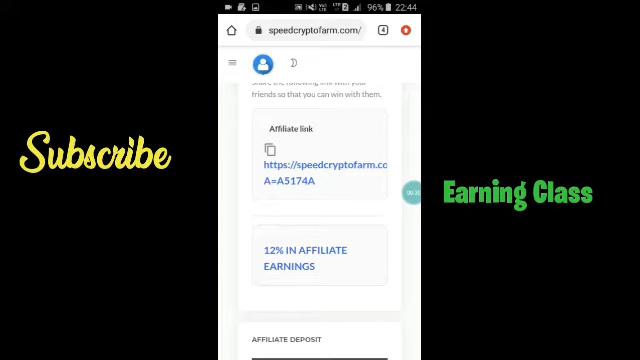 96% 22:44
speedcryptofarm.com/
4
Share the following link with your
friends so that you can win with them.
Affiliate link
https://speedcryptofarm.co
A=A5174A
12% IN AFFILIATE
EARNINGS
AFFILIATE DEPOSIT
Subscribe
Earning Class